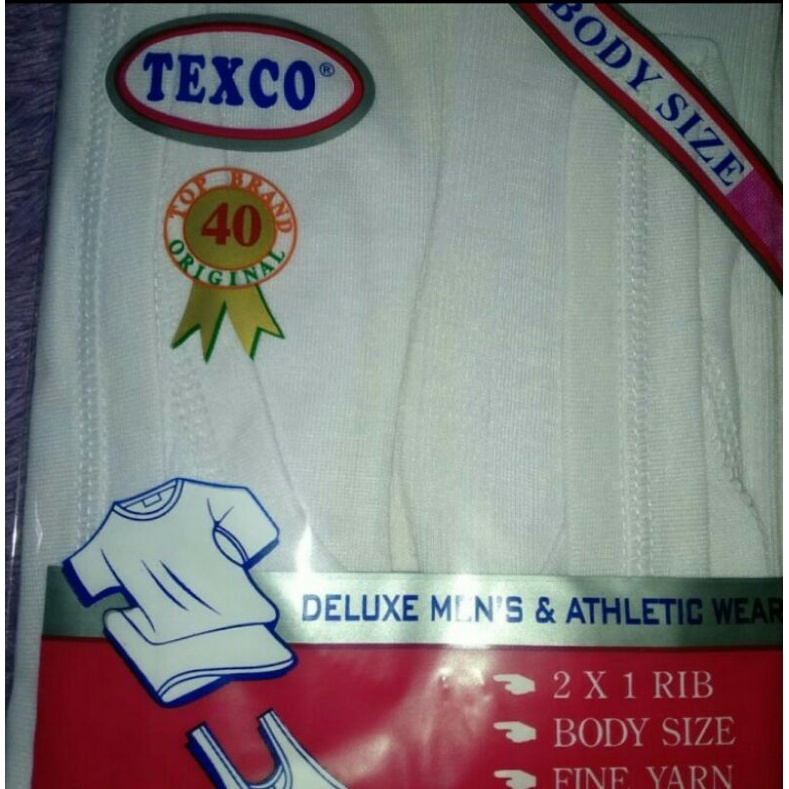 TEXCO®
BODY SIZE
TOP BRAND
40
ORIGINAL
DELUXE MEN'S & ATHLETIC WEAR
2 X 1 RIB
BODY SIZE
FINE YARN